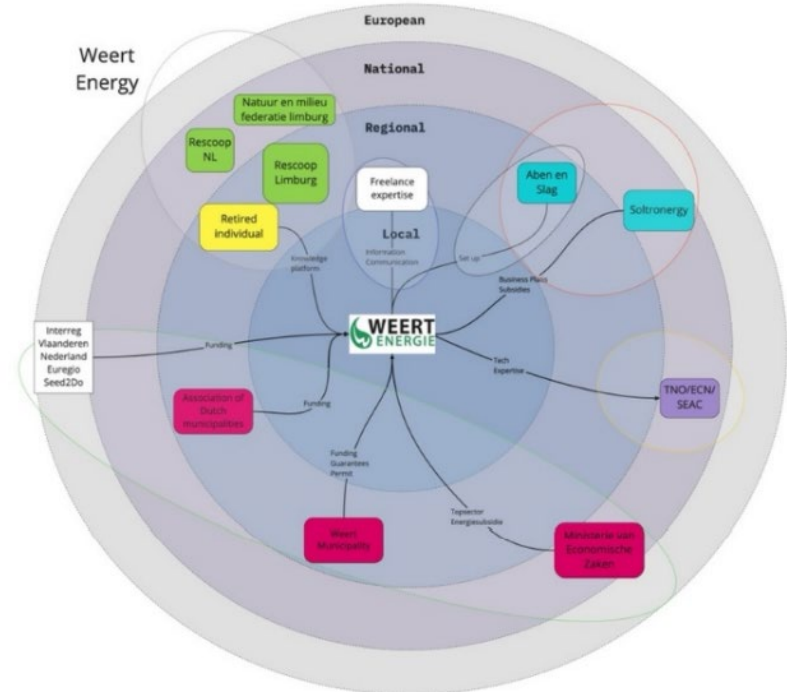 European
Weert
Energy
National
Natuur en milieu
federatie limburg
Regional
Rescoop
NL
Rescoop
Limburg
Freelance
expertise
Aben en
Slag
Soltronergy
Retired
individual
Local
Knowledge
platform
Information
Communication
Set up
Business Plans
Subsidies
WEERT
ENERGIE
Interreg
Vlaanderen
Nederland
Euregio
Seed2Do
Funding
Tech
Expertise
Association of
Dutch
municipalities
Funding
TNO/ECN/
SEAC
Funding
Guarantees
Permit
Topsector
Energiesubsidie
Weert
Municipality
Ministerie van
Economische
Zaken